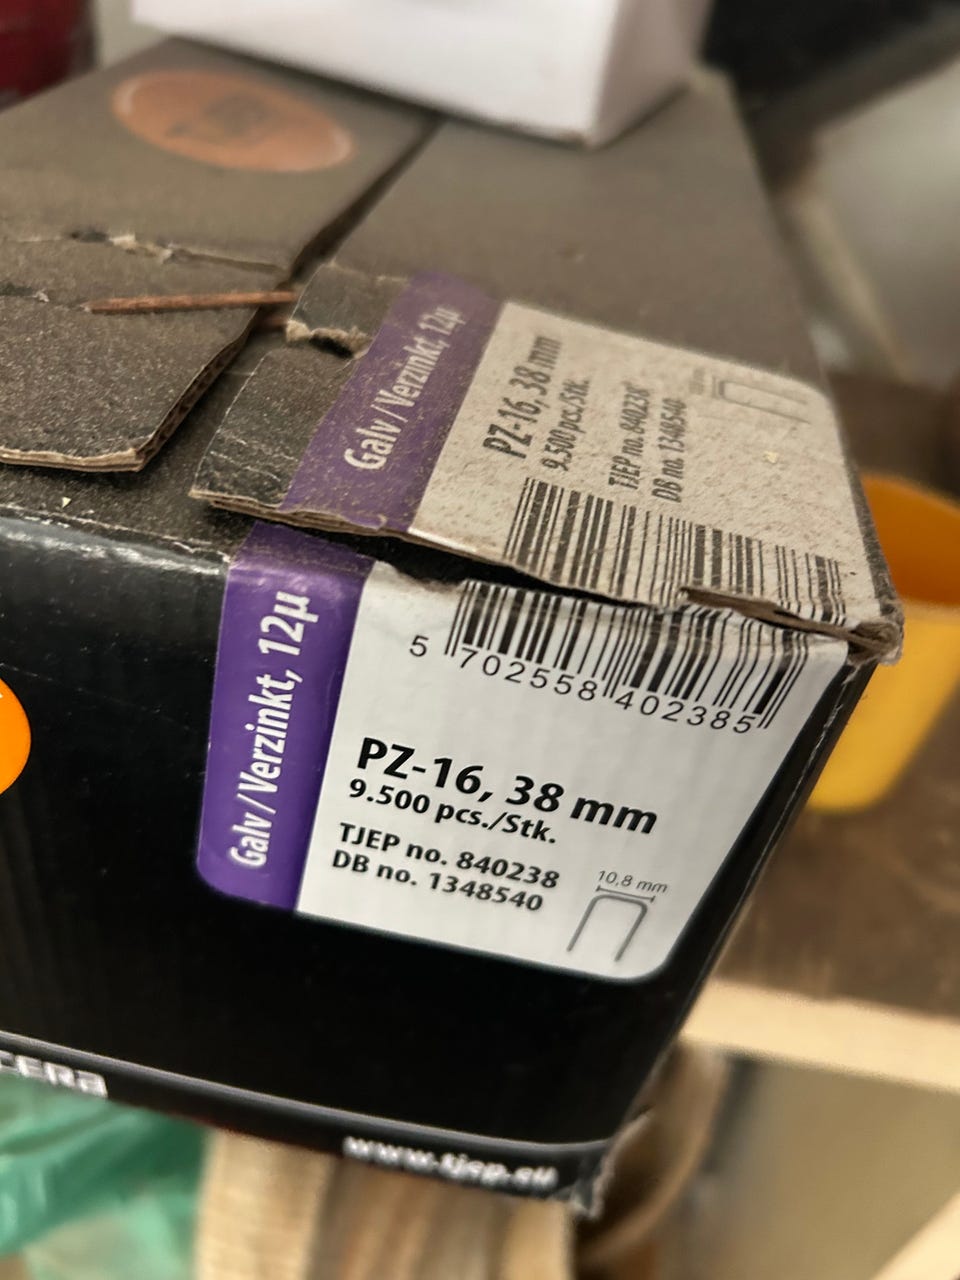 Galv/Verzinkt, 12µ
PZ-16, 38 mm
9.500 pcs./Stk.
TJEP no. 840238
DB no. 1348540
Galv/Verzinkt, 12µ
5 702558 402385
PZ-16, 38 mm
9.500 pcs./Stk.
TJEP no. 840238
DB no. 1348540
10,8 mm
www.tjep.eu